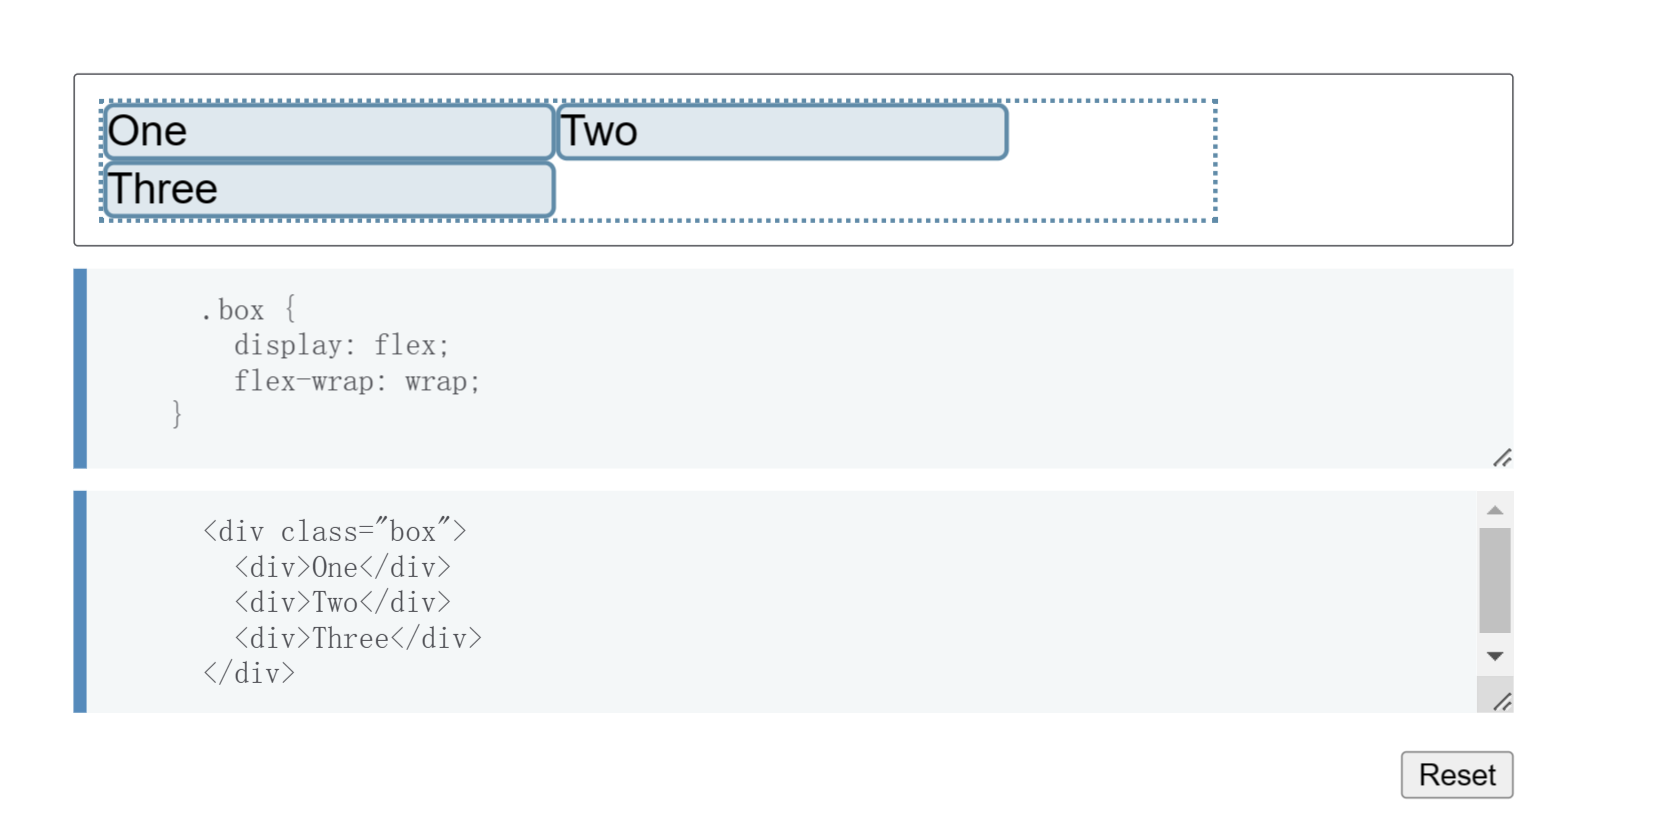 One
Two
Three
.box {
display: flex;
flex-wrap: wrap;
}
<div class="box">
<div>One</div>
<div>Two</div>
<div>Three</div>
</div>
Reset